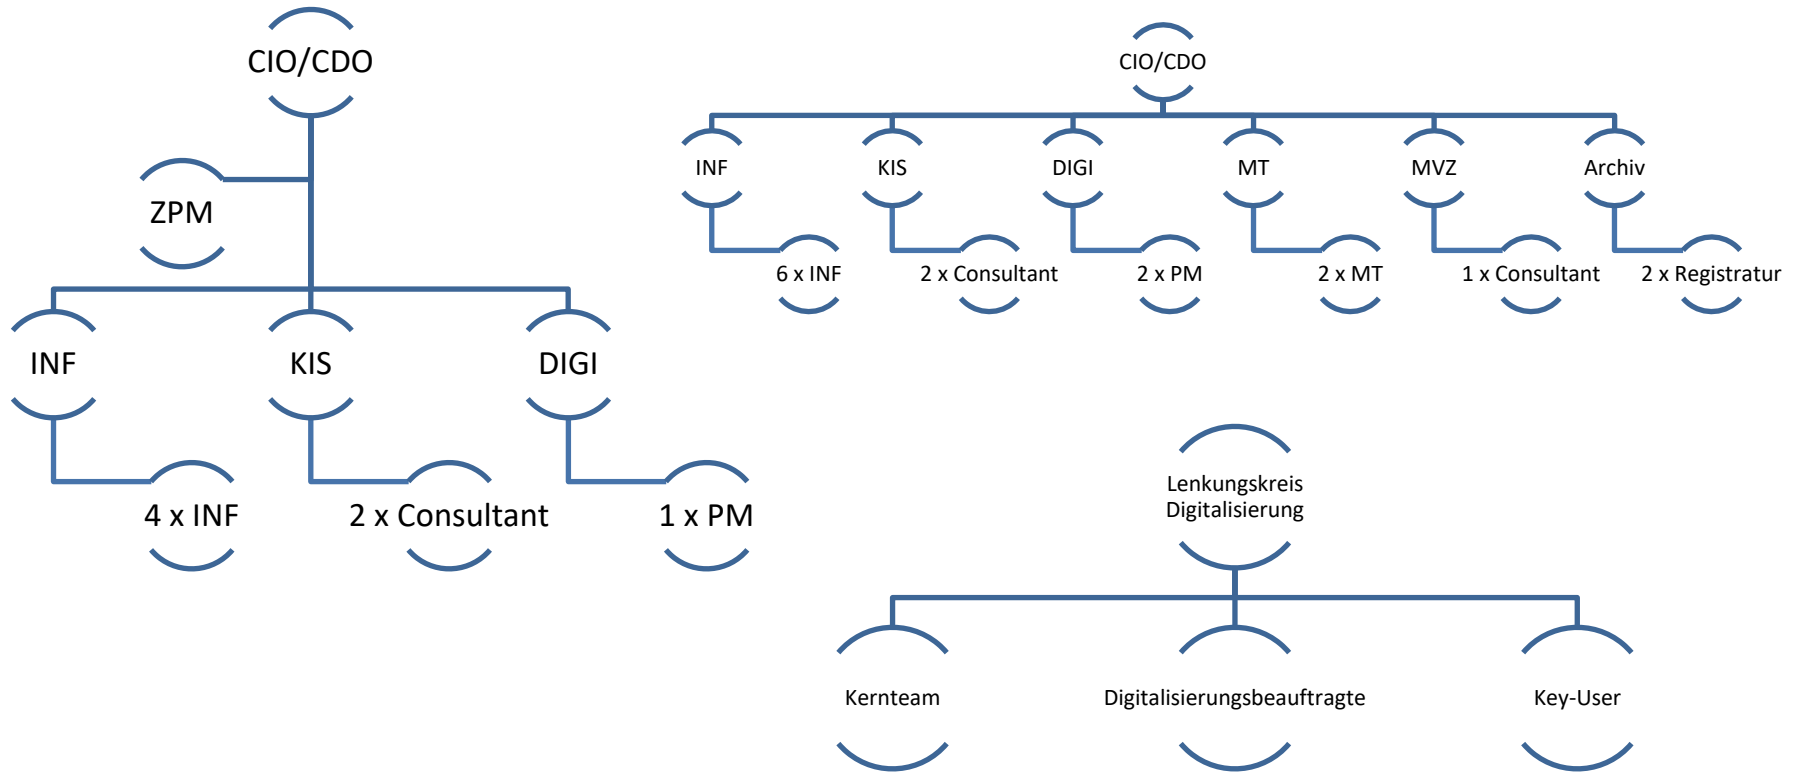 CIO/CDO
ZPM
INF
KIS
DIGI
4 x INF
2 x Consultant
1 x PM
CIO/CDO
INF
KIS
DIGI
MT
MVZ
Archiv
6 x INF
2 x Consultant
2 x PM
2 x MT
1 x Consultant
2 x Registratur
Lenkungskreis
Digitalisierung
Kernteam
Digitalisierungsbeauftragte
Key-User